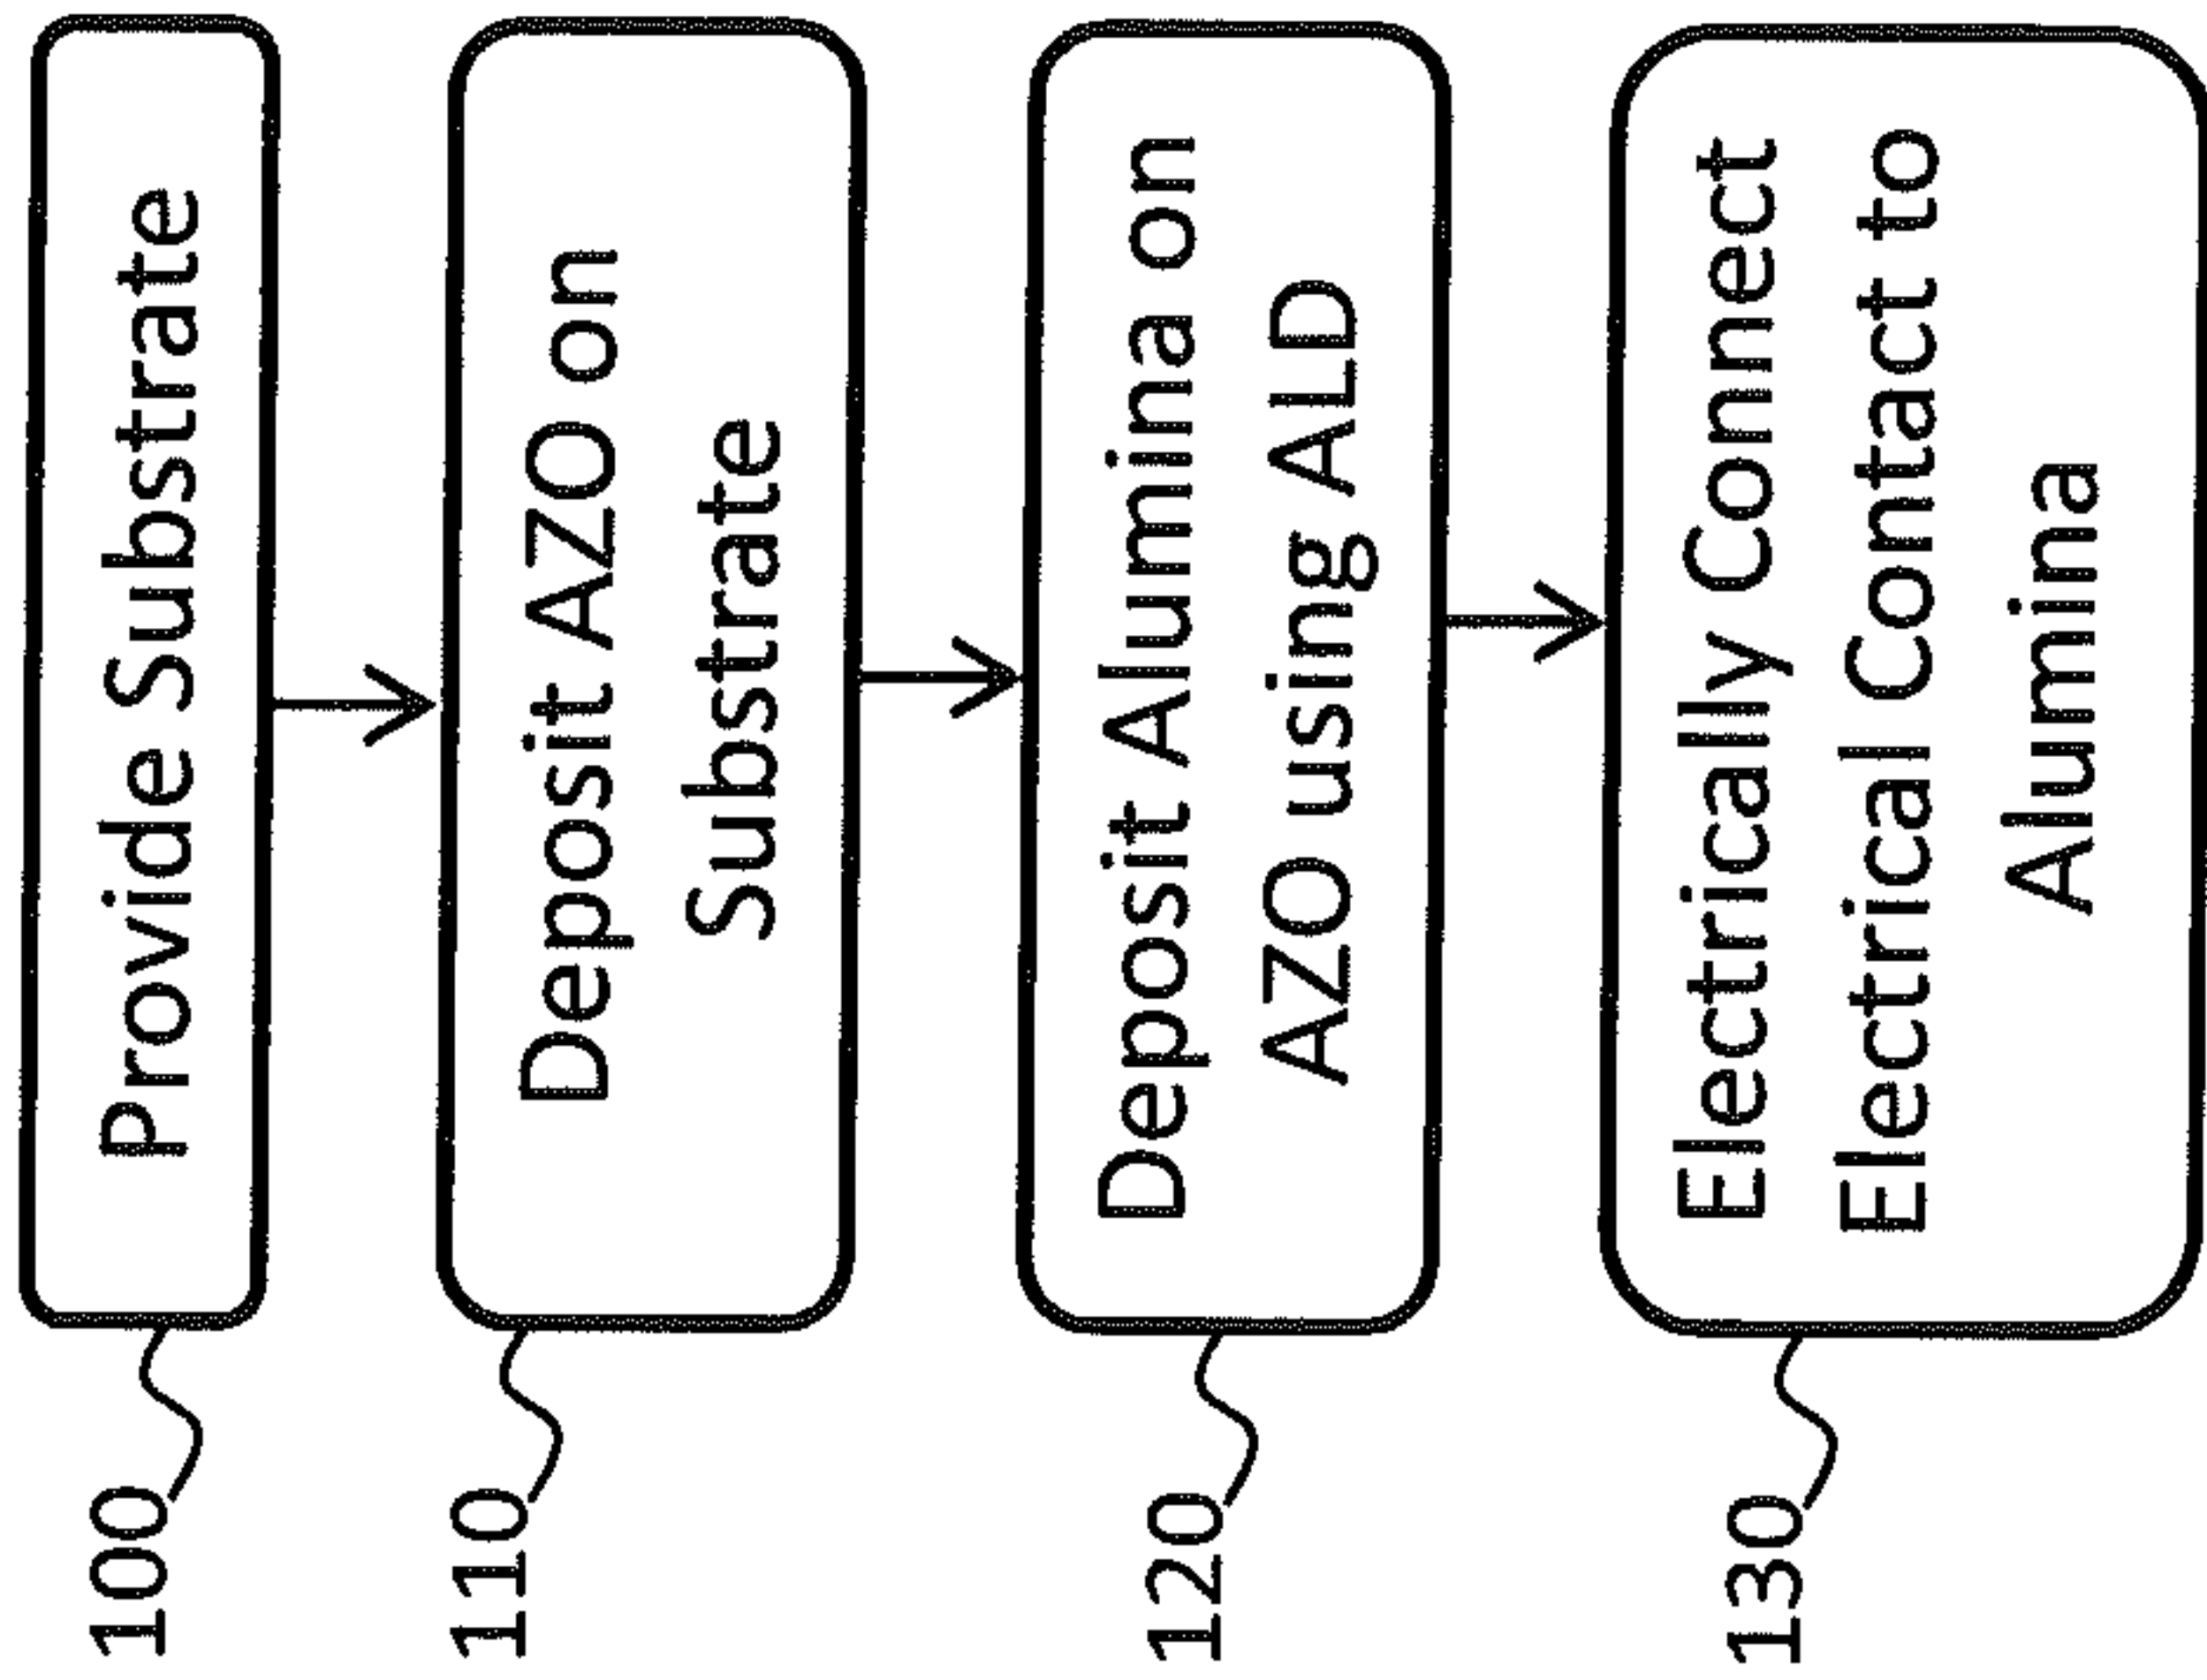 100
Provide Substrate
110
Deposit AZO on
Substrate
120
Deposit Alumina on
AZO using ALD
130
Electrically Connect
Electrical Contact to
Alumina